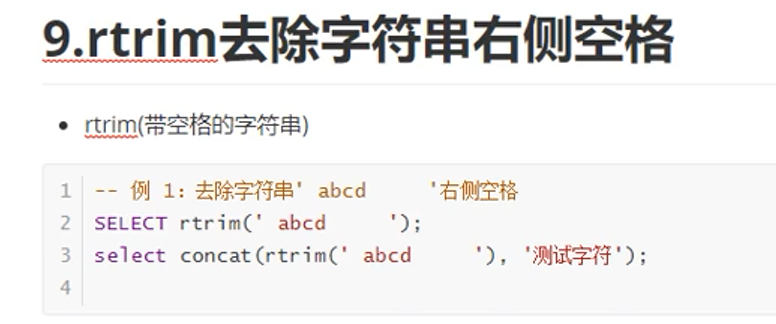 9.rtrim去除字符串右侧空格
• rtrim(带空格的字符串)
1 -- 例 1: 去除字符串' abcd     '右侧空格
2 SELECT rtrim(' abcd     ');
3 select concat(rtrim(' abcd     '), '测试字符');
4